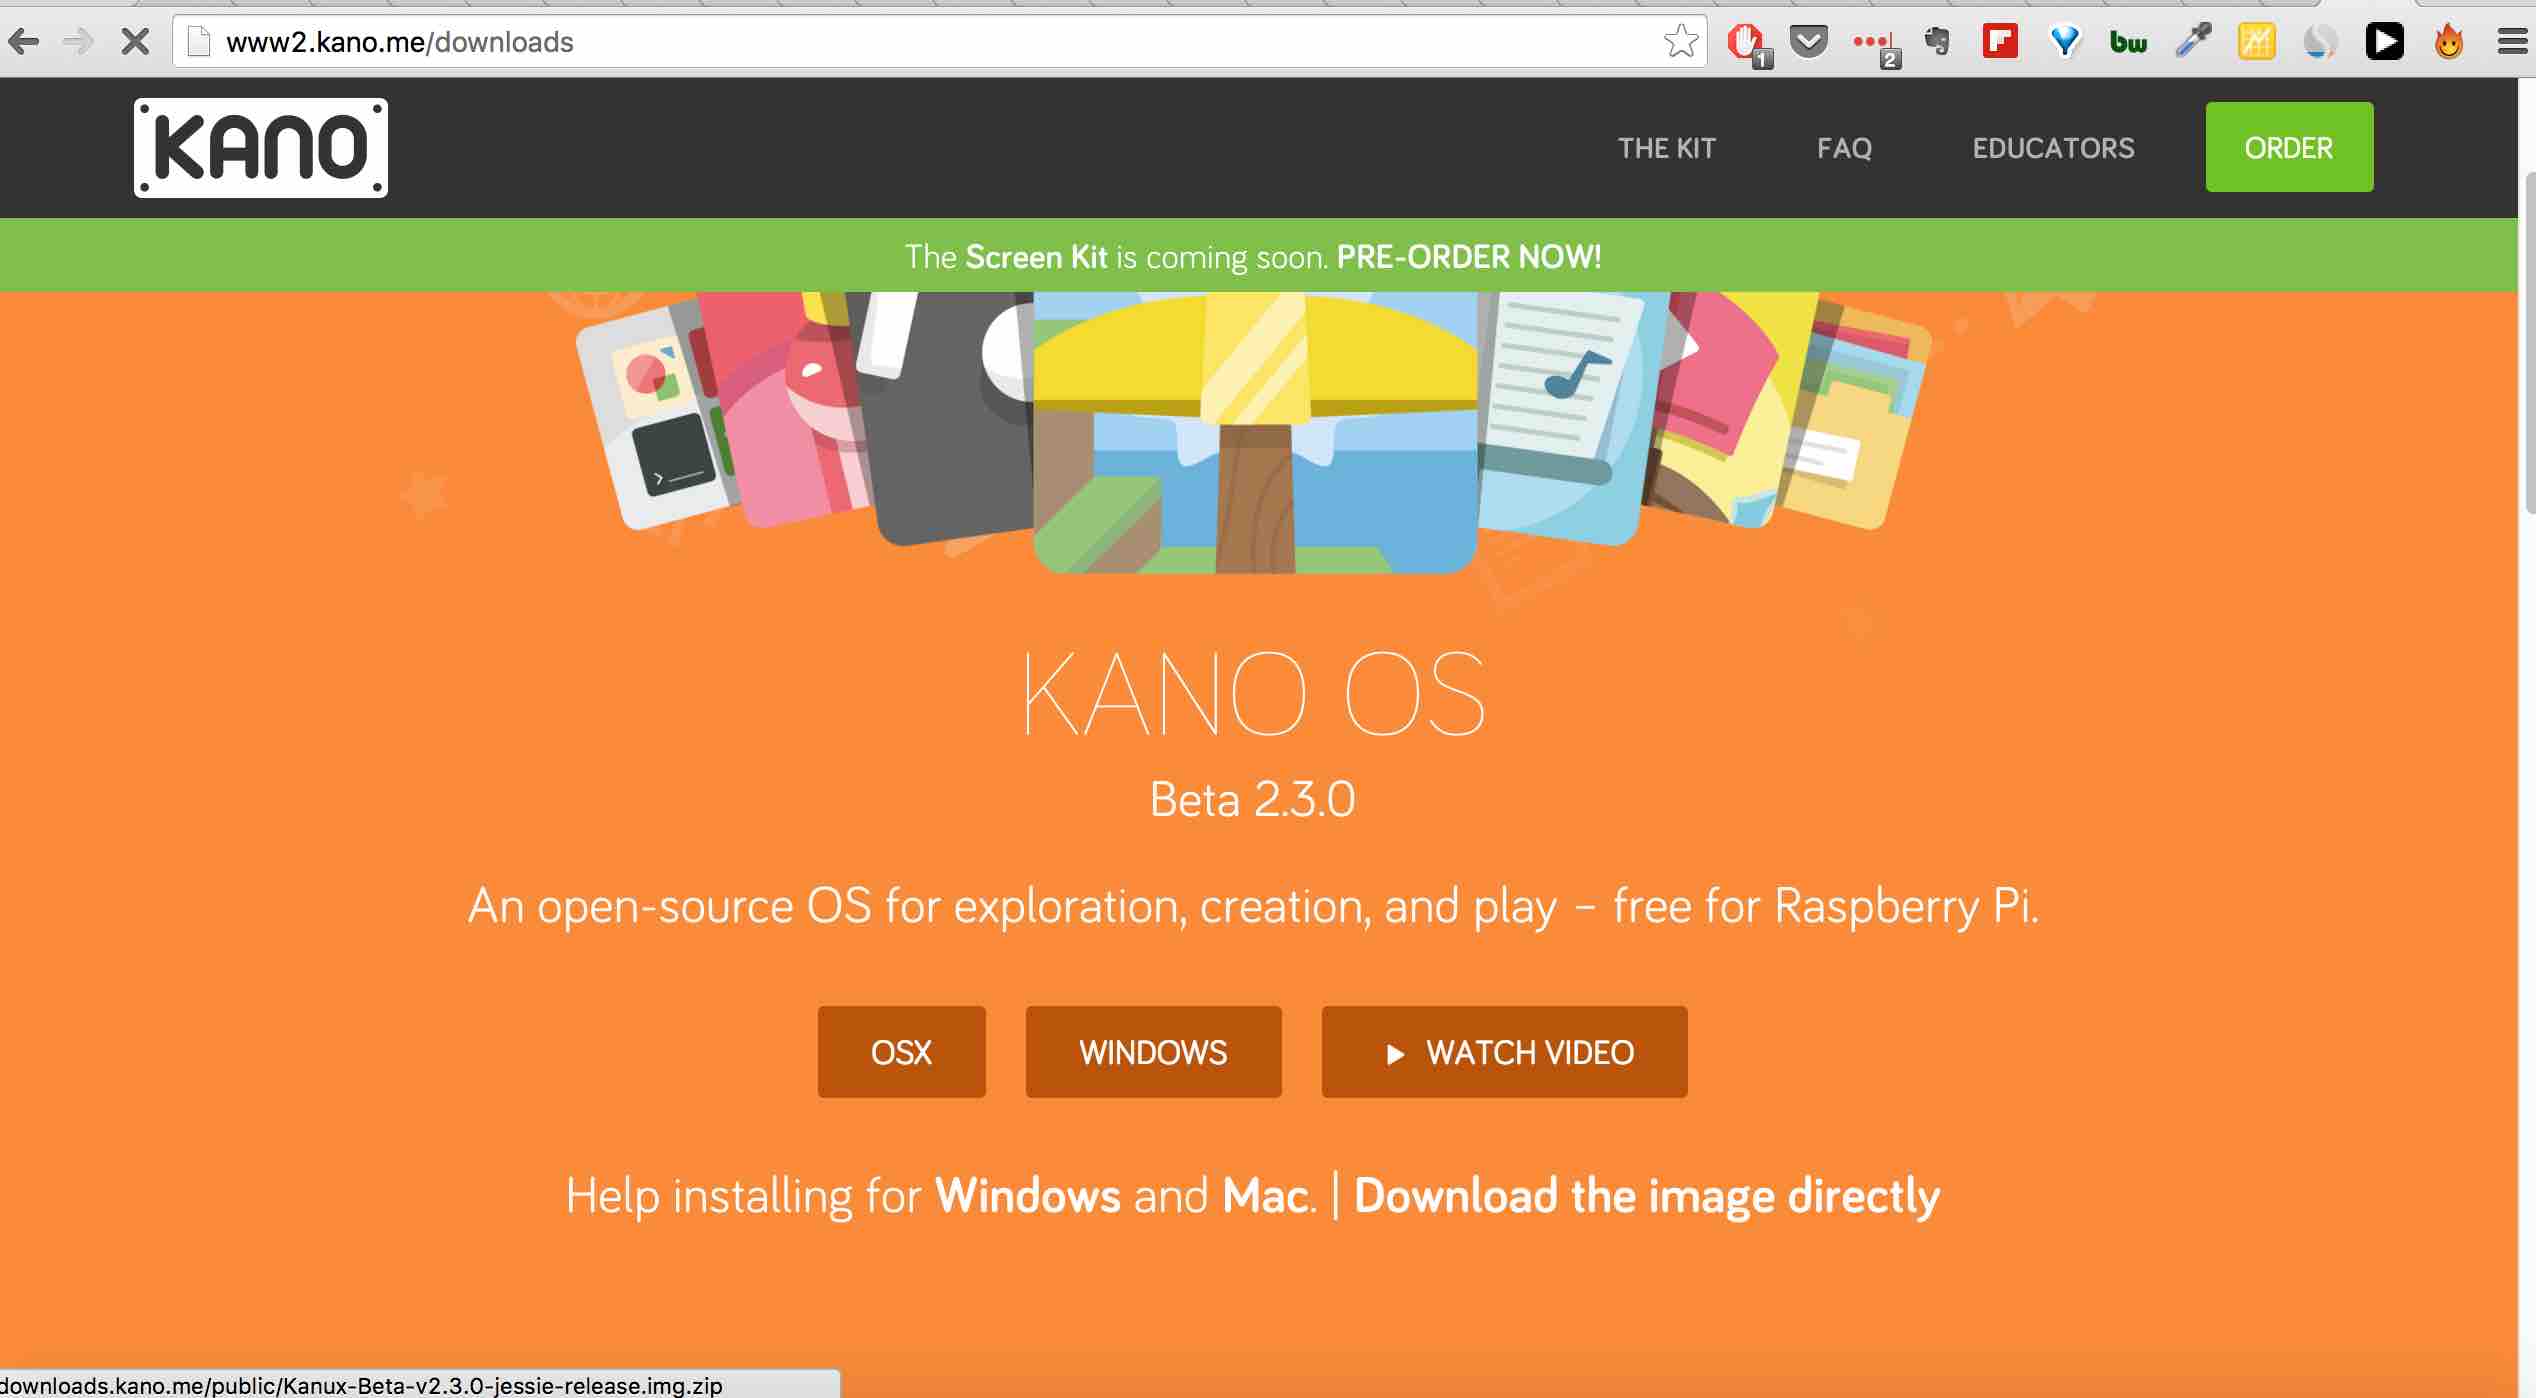 www2.kano.me/downloads
1
2
bw
KANO
THE KIT
FAQ
EDUCATORS
ORDER
The Screen Kit is coming soon. PRE-ORDER NOW!
KANO OS
Beta 2.3.0
An open-source OS for exploration, creation, and play – free for Raspberry Pi.
OSX
WINDOWS
WATCH VIDEO
Help installing for Windows and Mac. | Download the image directly
downloads.kano.me/public/Kanux-Beta-v2.3.0-jessie-release.img.zip